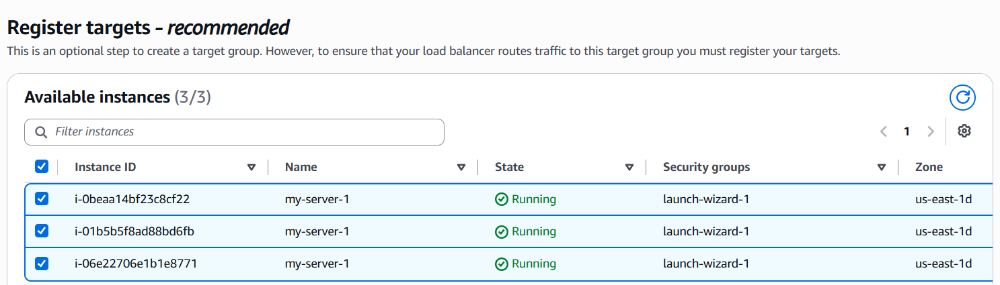 Register targets - recommended
This is an optional step to create a target group. However, to ensure that your load balancer routes traffic to this target group you must register your targets.
Available instances (3/3)
Filter instances
1
Instance ID Name State Security groups Zone
i-0beaa14bf23c8cf22 my-server-1 Running launch-wizard-1 us-east-1d
i-01b5b5f8ad88bd6fb my-server-1 Running launch-wizard-1 us-east-1d
i-06e22706e1b1e8771 my-server-1 Running launch-wizard-1 us-east-1d